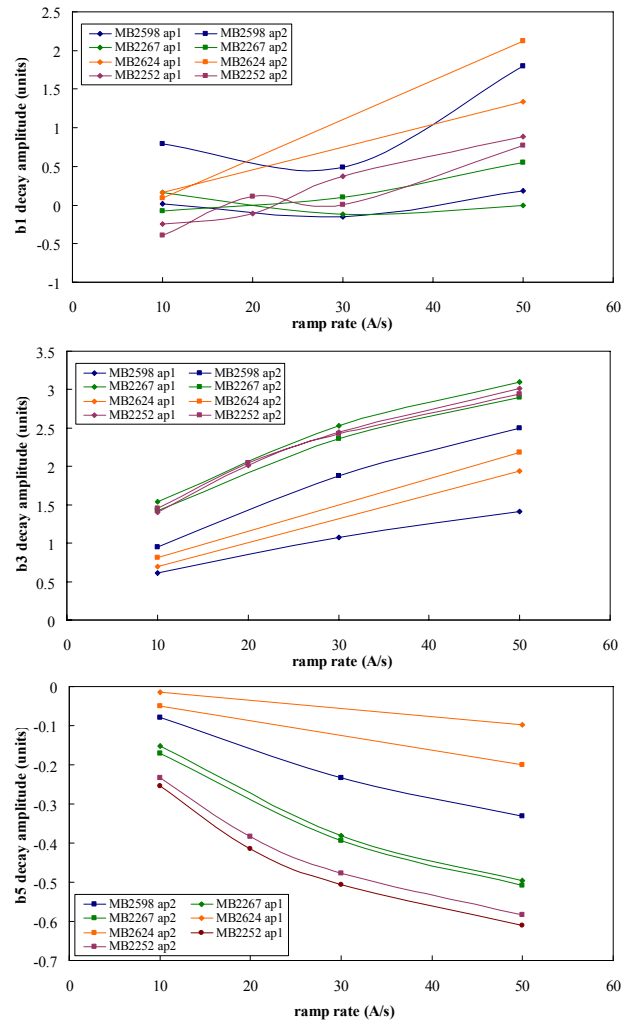 2.5
2
1.5
1
0.5
0
-0.5
-1
b1 decay amplitude (units)
MB2598 ap1 MB2598 ap2
MB2267 ap1 MB2267 ap2
MB2624 ap1 MB2624 ap2
MB2252 ap1 MB2252 ap2
0 10 20 30 40 50 60
ramp rate (A/s)
3.5
3
2.5
2
1.5
1
0.5
0
b3 decay amplitude (units)
MB2598 ap1 MB2598 ap2
MB2267 ap1 MB2267 ap2
MB2624 ap1 MB2624 ap2
MB2252 ap1 MB2252 ap2
0 10 20 30 40 50 60
ramp rate (A/s)
0
-0.1
-0.2
-0.3
-0.4
-0.5
-0.6
-0.7
b5 decay amplitude (units)
MB2598 ap2 MB2267 ap1
MB2267 ap2 MB2624 ap1
MB2624 ap2 MB2252 ap1
MB2252 ap2
0 10 20 30 40 50 60
ramp rate (A/s)